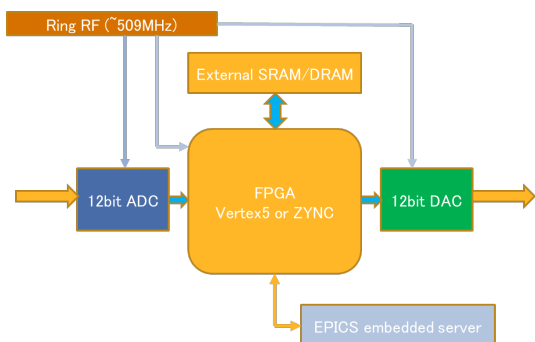 Ring RF (~509MHz)
External SRAM/DRAM
12bit ADC
FPGA
Vertex5 or ZYNC
12bit DAC
EPICS embedded server